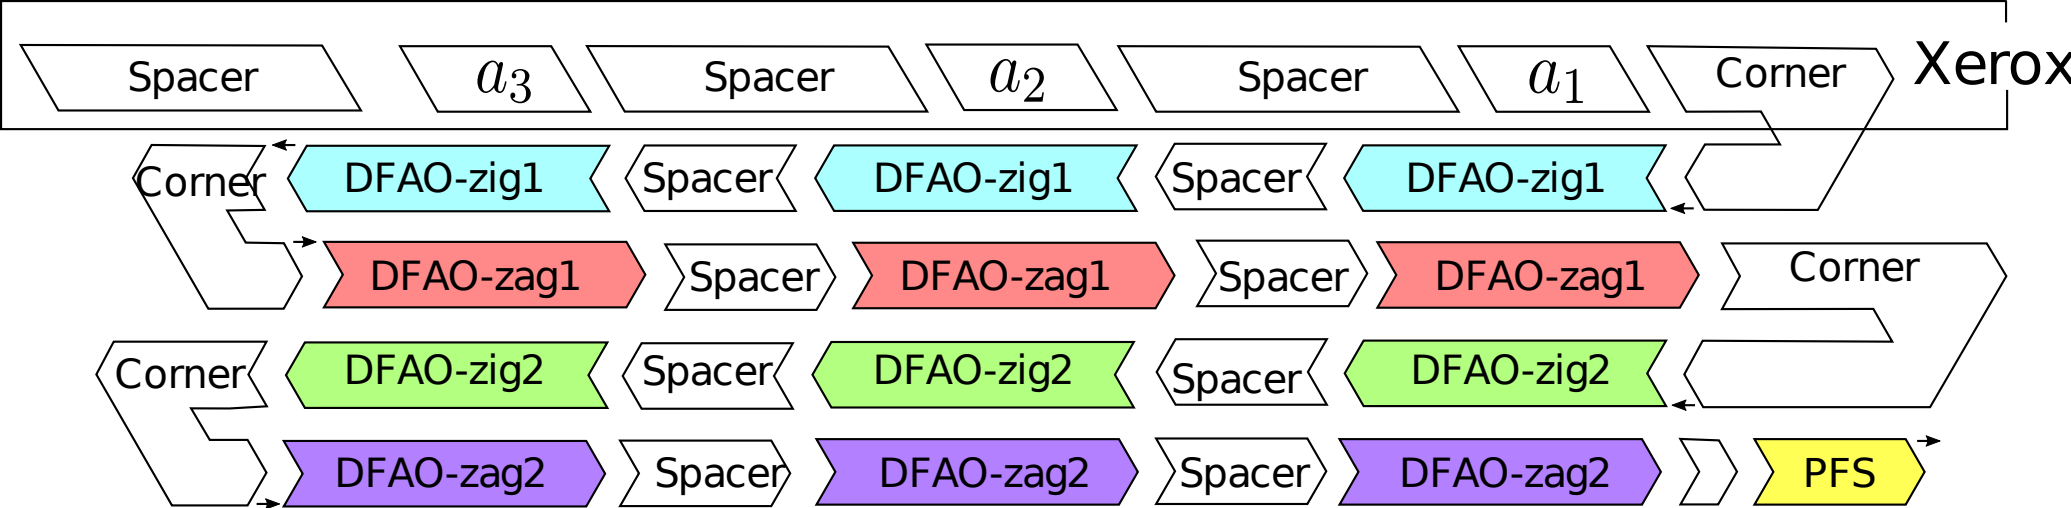 Spacer a₃ Spacer a₂ Spacer a₁ Corner Xerox
Corner DFAO-zig1 Spacer DFAO-zig1 Spacer DFAO-zig1
DFAO-zag1 Spacer DFAO-zag1 Spacer DFAO-zag1 Corner
Corner DFAO-zig2 Spacer DFAO-zig2 Spacer DFAO-zig2
DFAO-zag2 Spacer DFAO-zag2 Spacer DFAO-zag2 PFS